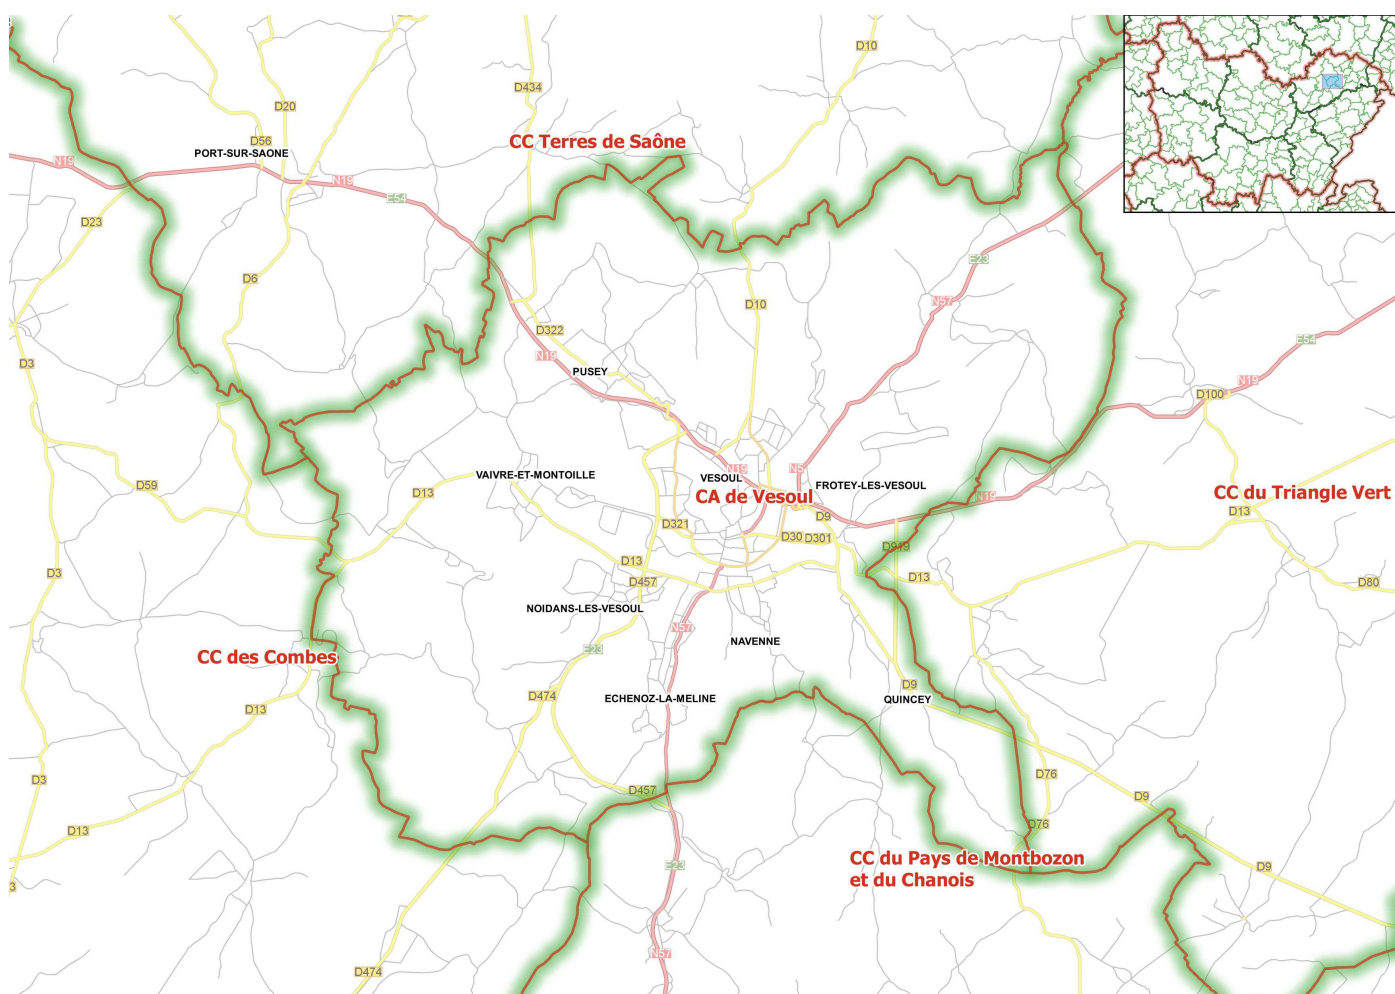 D10
D434
D20
D56
PORT-SUR-SAONE
CC Terres de Saône
N19
N19
E54
D23
E23
D6
N57
D10
D322
E54
N19
D3
PUSEY
N19
D100
VAIVRE-ET-MONTOILLE
VESOUL
N19
N5
FROTEY-LES-VESOUL
D59
D13
CA de Vesoul
CC du Triangle Vert
N19
D13
D321
D9
D30
D301
D919
D3
D13
D457
D13
D80
NOIDANS-LES-VESOUL
N57
NAVENNE
E23
CC des Combes
D9
D474
ECHENOZ-LA-MELINE
QUINCEY
D13
D3
D457
D76
D9
D13
D76
CC du Pays de Montbozon
et du Chanois
E23
D9
3
N57
D474